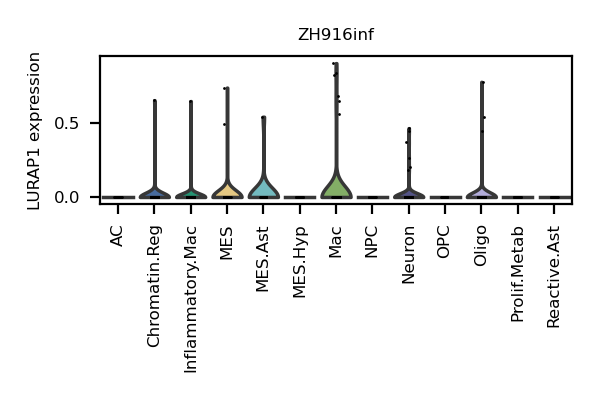 ZH916inf
LURAP1 expression
0.5
0.0
AC
Chromatin.Reg
Inflammatory.Mac
MES
MES.Ast
MES.Hyp
Mac
NPC
Neuron
OPC
Oligo
Prolif.Metab
Reactive.Ast